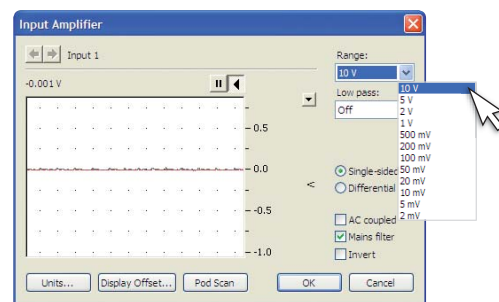 Input Amplifier
Input 1
-0.001 V
0.5
0.0
-0.5
-1.0
<
Range:
10 V
Low pass:
Off
10 V
5 V
2 V
1 V
500 mV
200 mV
100 mV
50 mV
20 mV
10 mV
5 mV
2 mV
Single-sided
Differential
AC coupled
Mains filter
Invert
Units...
Display Offset...
Pod Scan
OK
Cancel